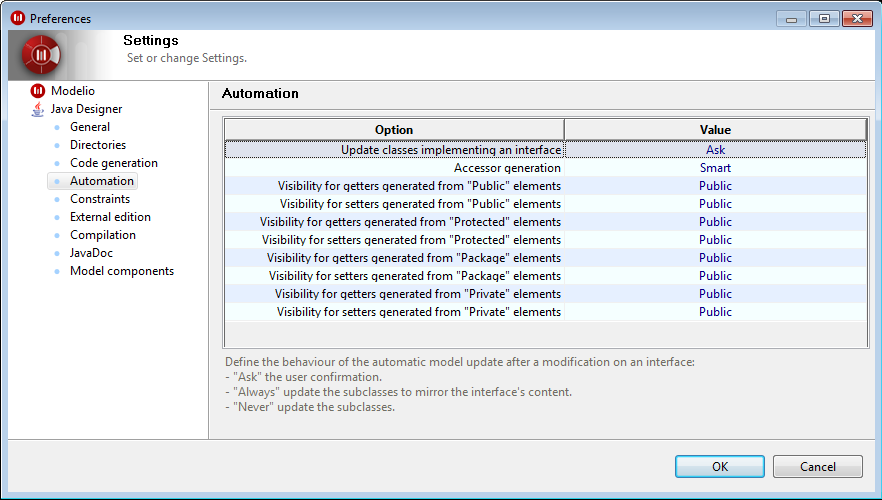 Preferences
Settings
Set or change Settings.
Modelio
Java Designer
General
Directories
Code generation
Automation
Constraints
External edition
Compilation
JavaDoc
Model components
Automation
Option Value
Update classes implementing an interface Ask
Accessor generation Smart
Visibility for getters generated from "Public" elements Public
Visibility for setters generated from "Public" elements Public
Visibility for getters generated from "Protected" elements Public
Visibility for setters generated from "Protected" elements Public
Visibility for getters generated from "Package" elements Public
Visibility for setters generated from "Package" elements Public
Visibility for getters generated from "Private" elements Public
Visibility for setters generated from "Private" elements Public
Define the behaviour of the automatic model update after a modification on an interface:
- "Ask" the user confirmation.
- "Always" update the subclasses to mirror the interface's content.
- "Never" update the subclasses.
OK Cancel